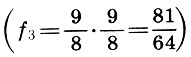 (f₃ = 9/8 · 9/8 = 81/64)